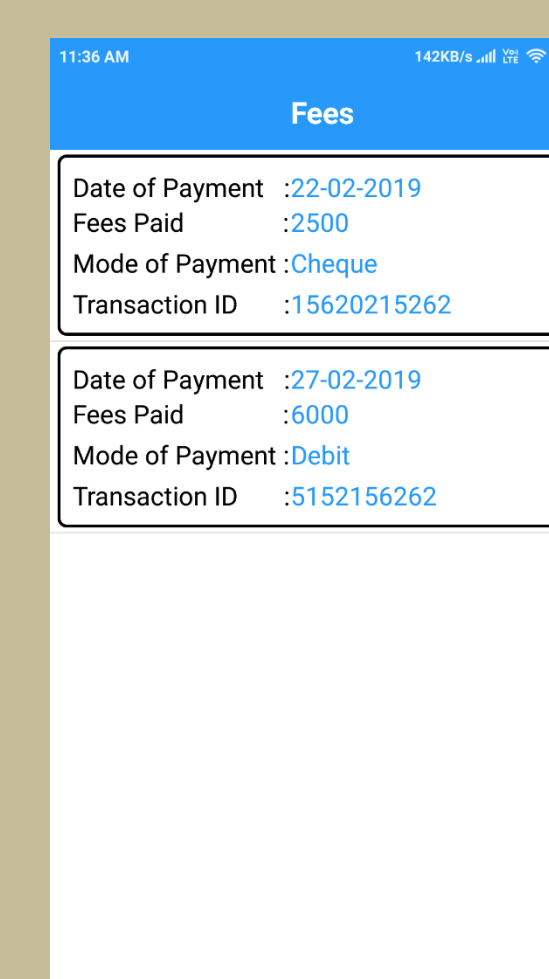 11:36 AM 142KB/s VoLTE
Fees
Date of Payment :22-02-2019
Fees Paid :2500
Mode of Payment :Cheque
Transaction ID :15620215262
Date of Payment :27-02-2019
Fees Paid :6000
Mode of Payment :Debit
Transaction ID :5152156262